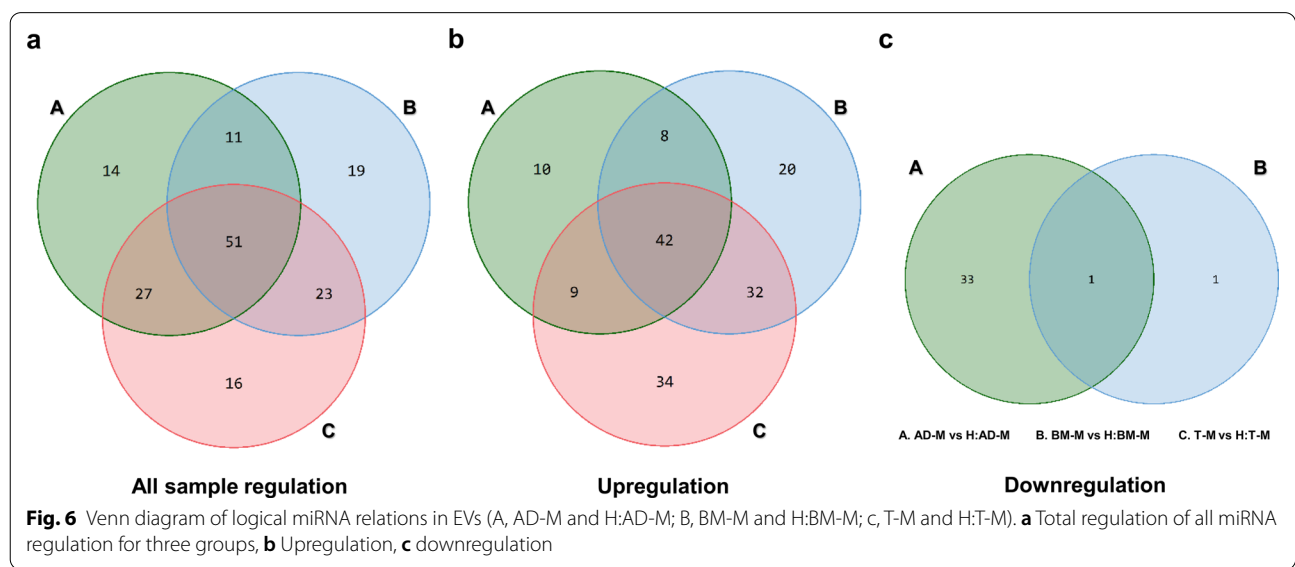 a
b
c
A
B
11
14
19
51
27
23
16
C
All sample regulation
A
B
8
10
20
42
9
32
34
C
Upregulation
A
B
33
1
1
A. AD-M vs H:AD-M B. BM-M vs H:BM-M C. T-M vs H:T-M
Downregulation
Fig. 6 Venn diagram of logical miRNA relations in EVs (A, AD-M and H:AD-M; B, BM-M and H:BM-M; c, T-M and H:T-M). a Total regulation of all miRNA
regulation for three groups, b Upregulation, c downregulation